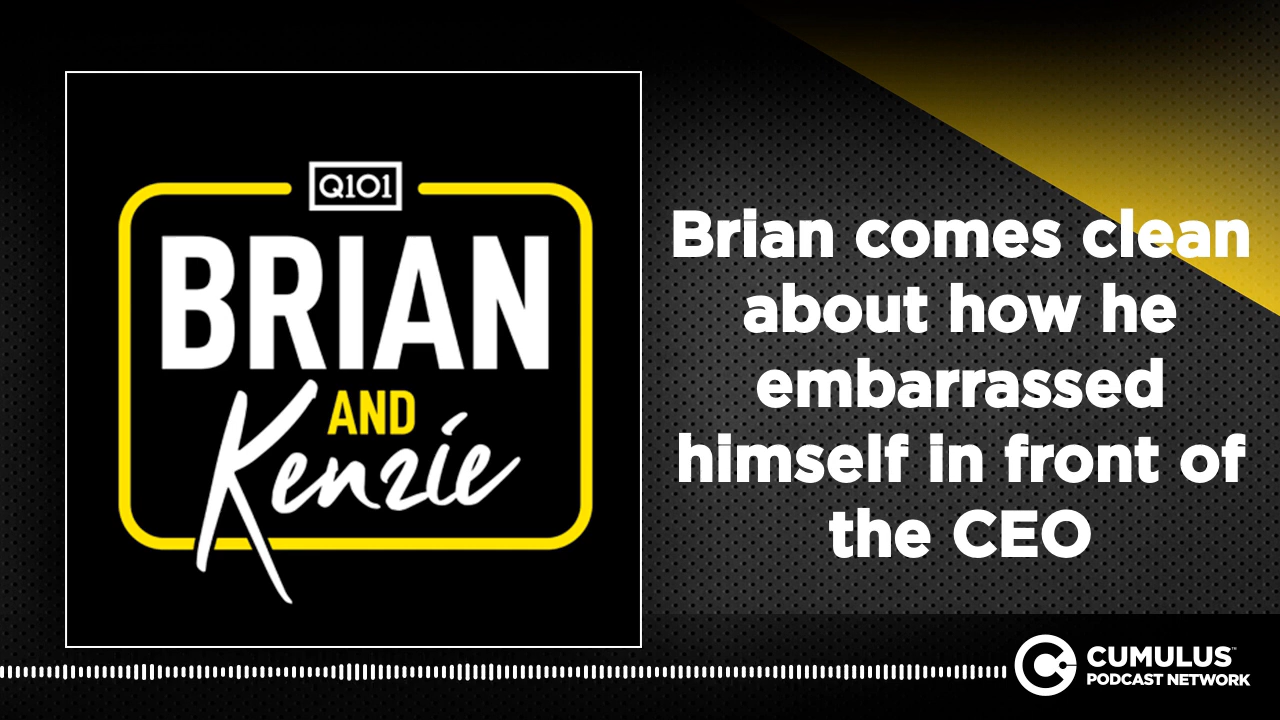 Q101
BRIAN
AND
Kenzie
Brian comes clean
about how he
embarrassed
himself in front of
the CEO
CUMULUS™
PODCAST NETWORK